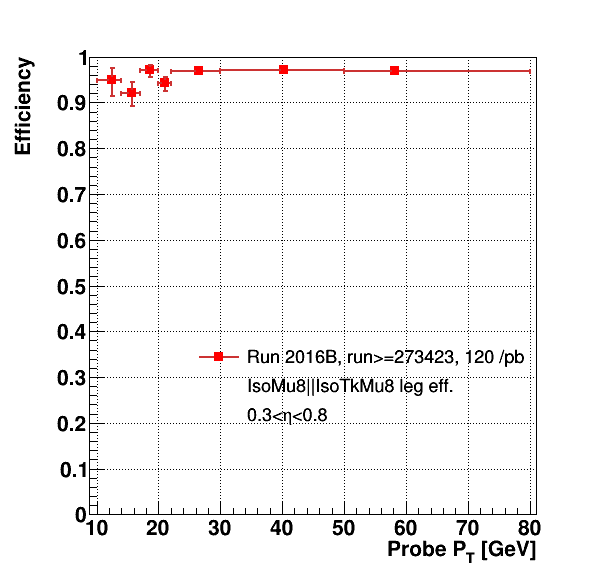 Efficiency
1
0.9
0.8
0.7
0.6
0.5
0.4
0.3
0.2
0.1
0
Run 2016B, run>=273423, 120 /pb
IsoMu8||IsoTkMu8 leg eff.
0.3<η<0.8
10 20 30 40 50 60 70 80
Probe P_T [GeV]